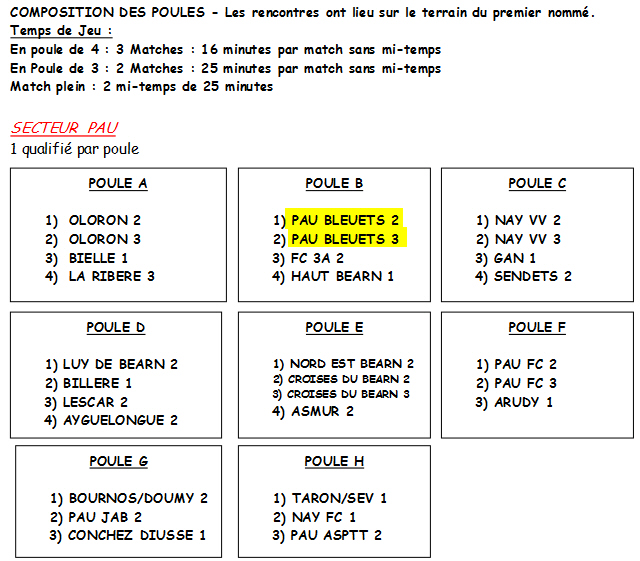 COMPOSITION DES POULES - Les rencontres ont lieu sur le terrain du premier nommé.
Temps de Jeu :
En poule de 4 : 3 Matches : 16 minutes par match sans mi-temps
En Poule de 3 : 2 Matches : 25 minutes par match sans mi-temps
Match plein : 2 mi-temps de 25 minutes
SECTEUR PAU
1 qualifié par poule
POULE A
1) OLORON 2
2) OLORON 3
3) BIELLE 1
4) LA RIBERE 3
POULE B
1) PAU BLEUETS 2
2) PAU BLEUETS 3
3) FC 3A 2
4) HAUT BEARN 1
POULE C
1) NAY VV 2
2) NAY VV 3
3) GAN 1
4) SENDETS 2
POULE D
1) LUY DE BEARN 2
2) BILLERE 1
3) LESCAR 2
4) AYGUELONGUE 2
POULE E
1) NORD EST BEARN 2
2) CROISES DU BEARN 2
3) CROISES DU BEARN 3
4) ASMUR 2
POULE F
1) PAU FC 2
2) PAU FC 3
3) ARUDY 1
POULE G
1) BOURNOS/DOUMY 2
2) PAU JAB 2
3) CONCHEZ DIUSSE 1
POULE H
1) TARON/SEV 1
2) NAY FC 1
3) PAU ASPTT 2